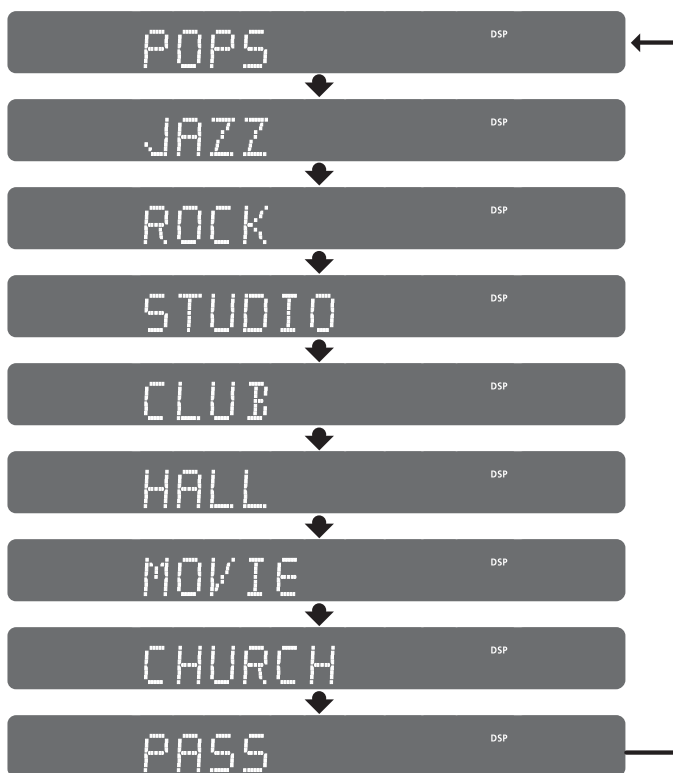 POPS DSP
JAZZ DSP
ROCK DSP
STUDIO DSP
CLUB DSP
HALL DSP
MOVIE DSP
CHURCH DSP
PASS DSP